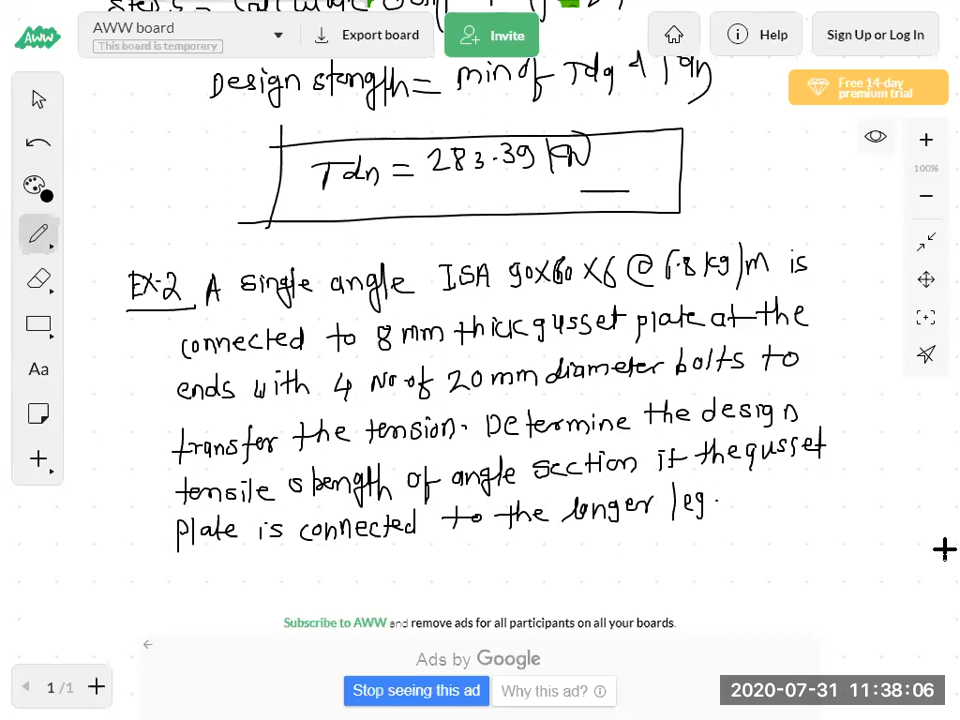 AWW board
This board is temporary
Export board
Invite
Help
Sign Up or Log In
Free 14-day
premium trial
Design strength = min of Tdg &
Tdn = 283.39 kN
100%
EX-2 A single angle ISA 90x60x6 @ 6.8 kg/m is
connected to 8 mm thick gusset plate at the
ends with 4 No of 20 mm diameter bolts to
transfer the tension. Determine the design
tensile strength of angle section if the gusset
plate is connected to the longer leg.
Aa
Subscribe to AWW and remove ads for all participants on all your boards.
Ads by Google
Stop seeing this ad
Why this ad?
1 /1
2020-07-31 11:38:06